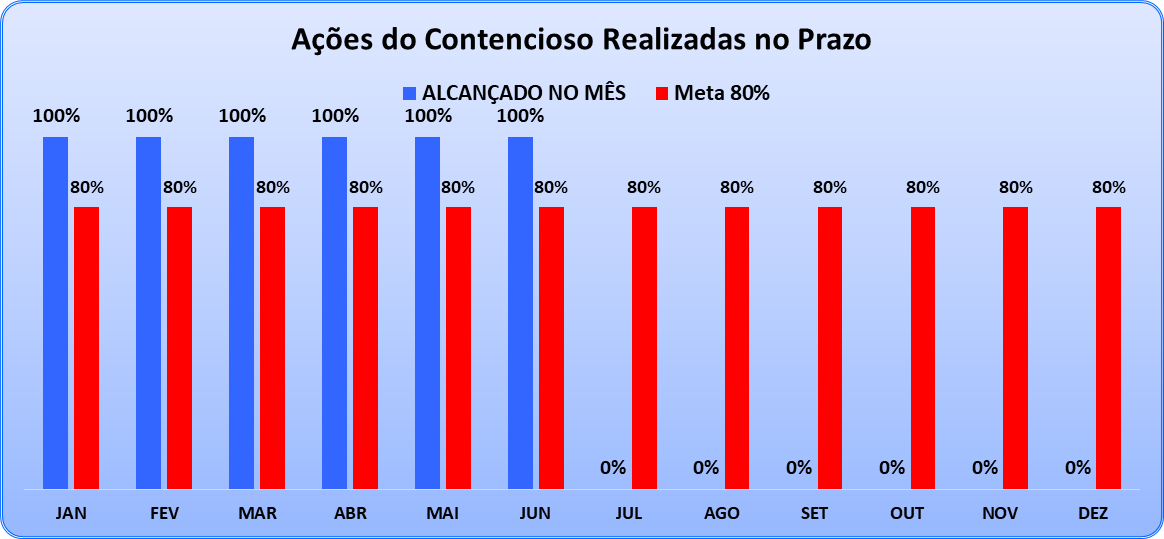 Ações do Contencioso Realizadas no Prazo
ALCANÇADO NO MÊS Meta 80%
100% 100% 100% 100% 100% 100%
80% 80% 80% 80% 80% 80% 80% 80% 80% 80% 80% 80%
0% 0% 0% 0% 0% 0%
JAN FEV MAR ABR MAI JUN JUL AGO SET OUT NOV DEZ